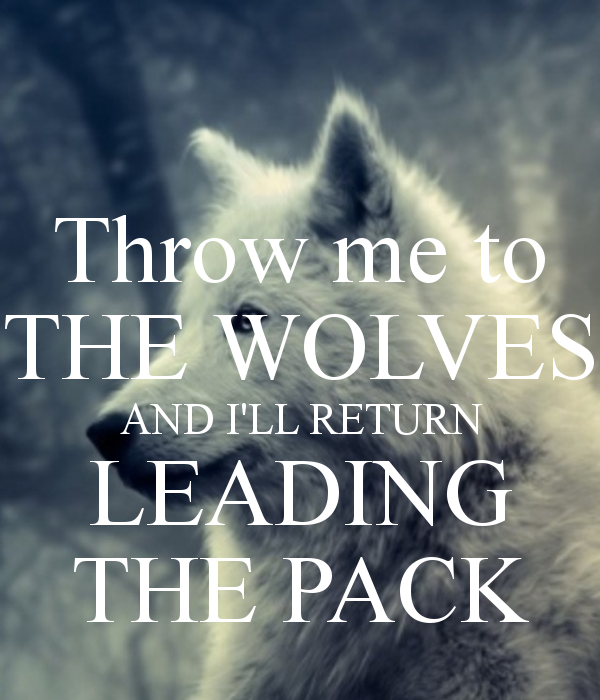 Throw me to
THE WOLVES
AND I'LL RETURN
LEADING
THE PACK